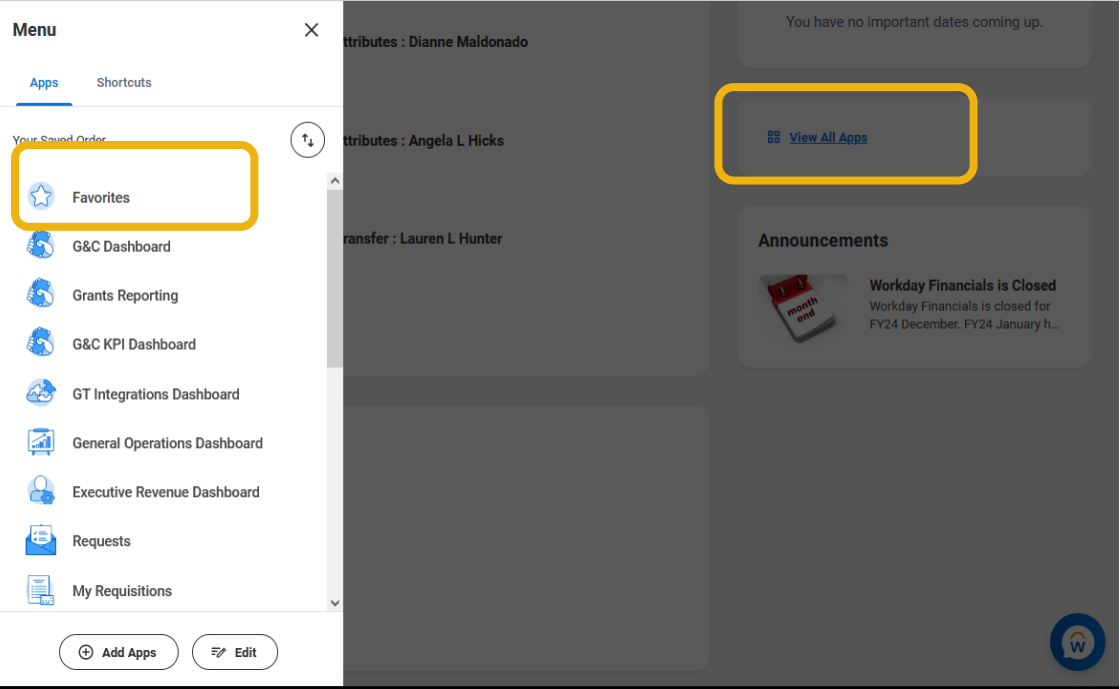 Menu
Apps
Shortcuts
Your Saved Order
Favorites
G&C Dashboard
Grants Reporting
G&C KPI Dashboard
GT Integrations Dashboard
General Operations Dashboard
Executive Revenue Dashboard
Requests
My Requisitions
Add Apps
Edit
ttributes : Dianne Maldonado
ttributes : Angela L Hicks
ransfer : Lauren L Hunter
You have no important dates coming up.
View All Apps
Announcements
month
end
Workday Financials is Closed
Workday Financials is closed for
FY24 December. FY24 January h...
W